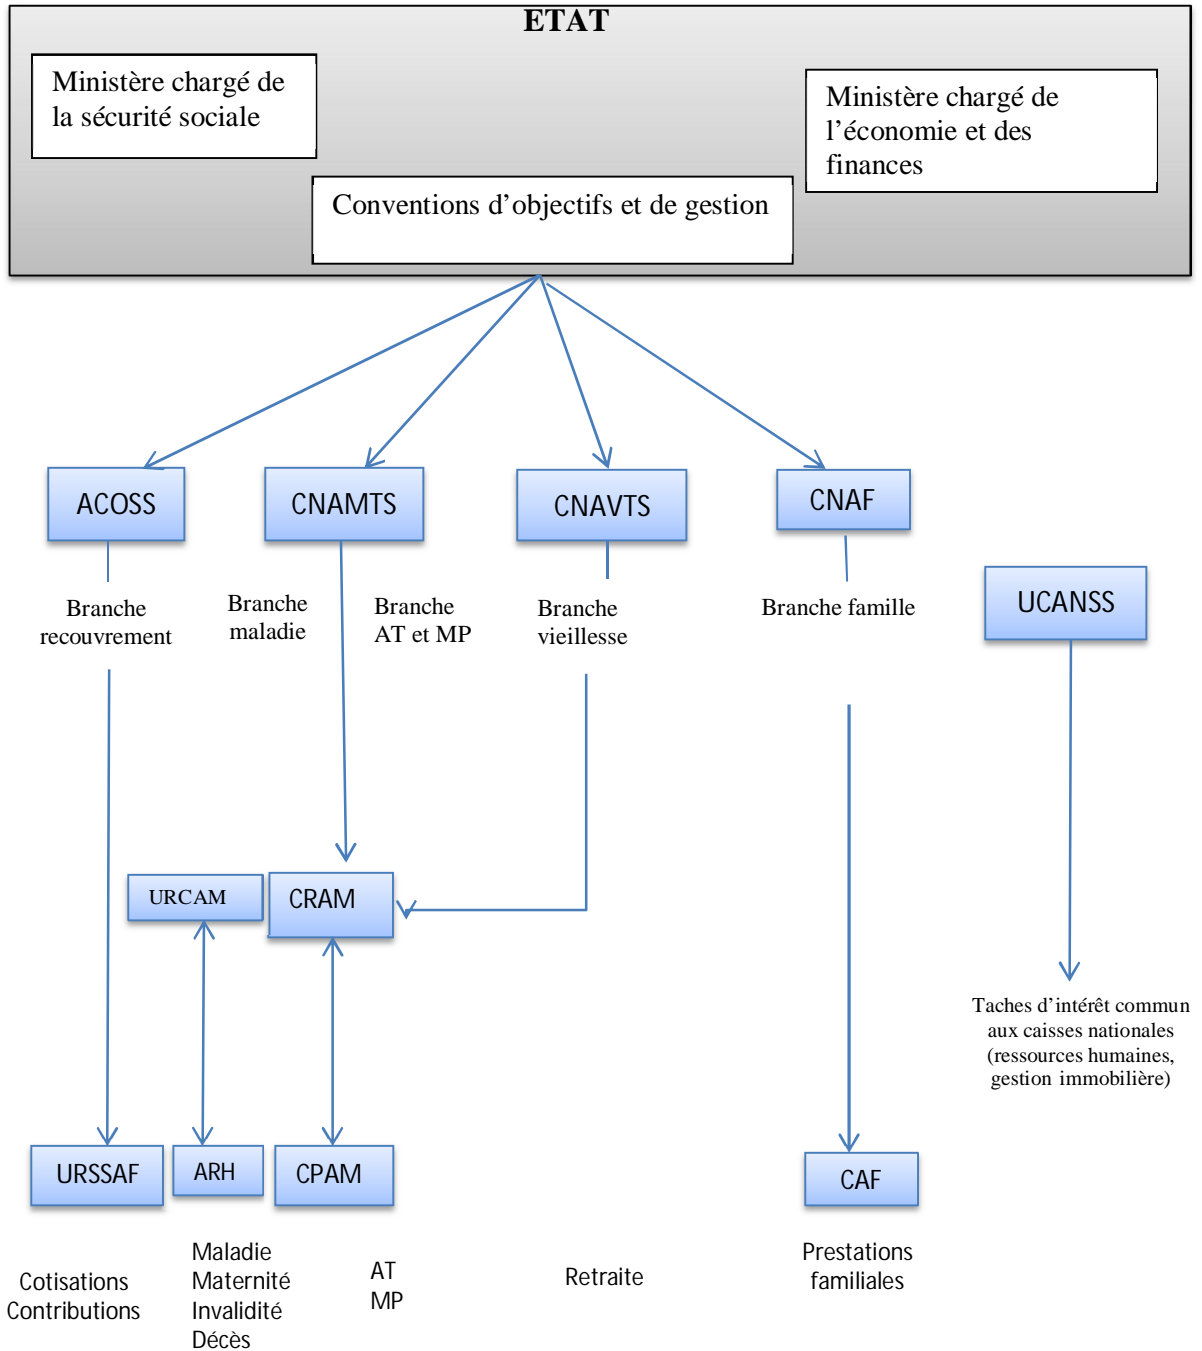 ETAT
Ministère chargé de
la sécurité sociale
Ministère chargé de
l’économie et des
finances
Conventions d’objectifs et de gestion
ACOSS
CNAMTS
CNAVTS
CNAF
UCANSS
Branche
recouvrement
Branche
maladie
Branche
AT et MP
Branche
vieillesse
Branche famille
URCAM
CRAM
Taches d’intérêt commun
aux caisses nationales
(ressources humaines,
gestion immobilière)
URSSAF
ARH
CPAM
CAF
Cotisations
Contributions
Maladie
Maternité
Invalidité
Décès
AT
MP
Retraite
Prestations
familiales